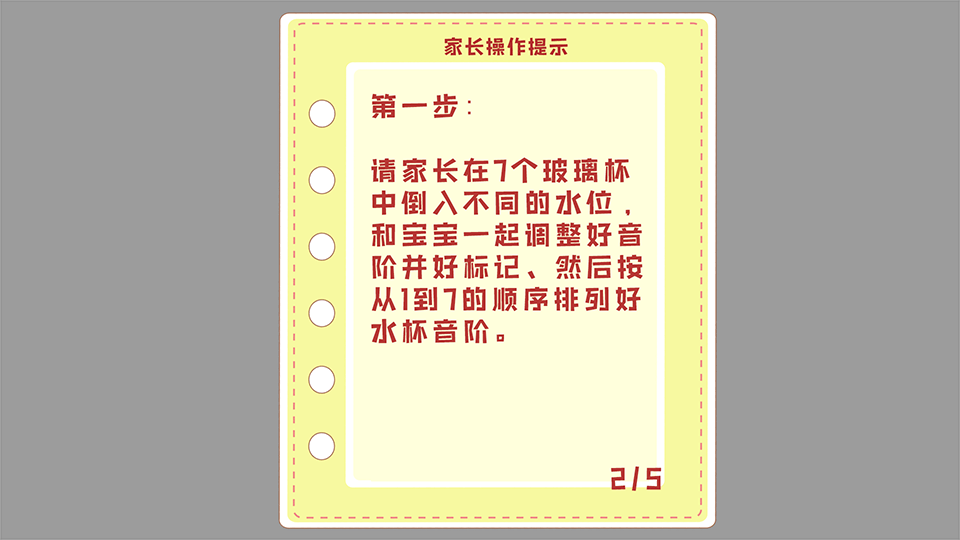 家长操作提示
第一步：
请家长在7个玻璃杯
中倒入不同的水位，
和宝宝一起调整好音
阶并好标记、然后按
从1到7的顺序排列好
水杯音阶。
2/5